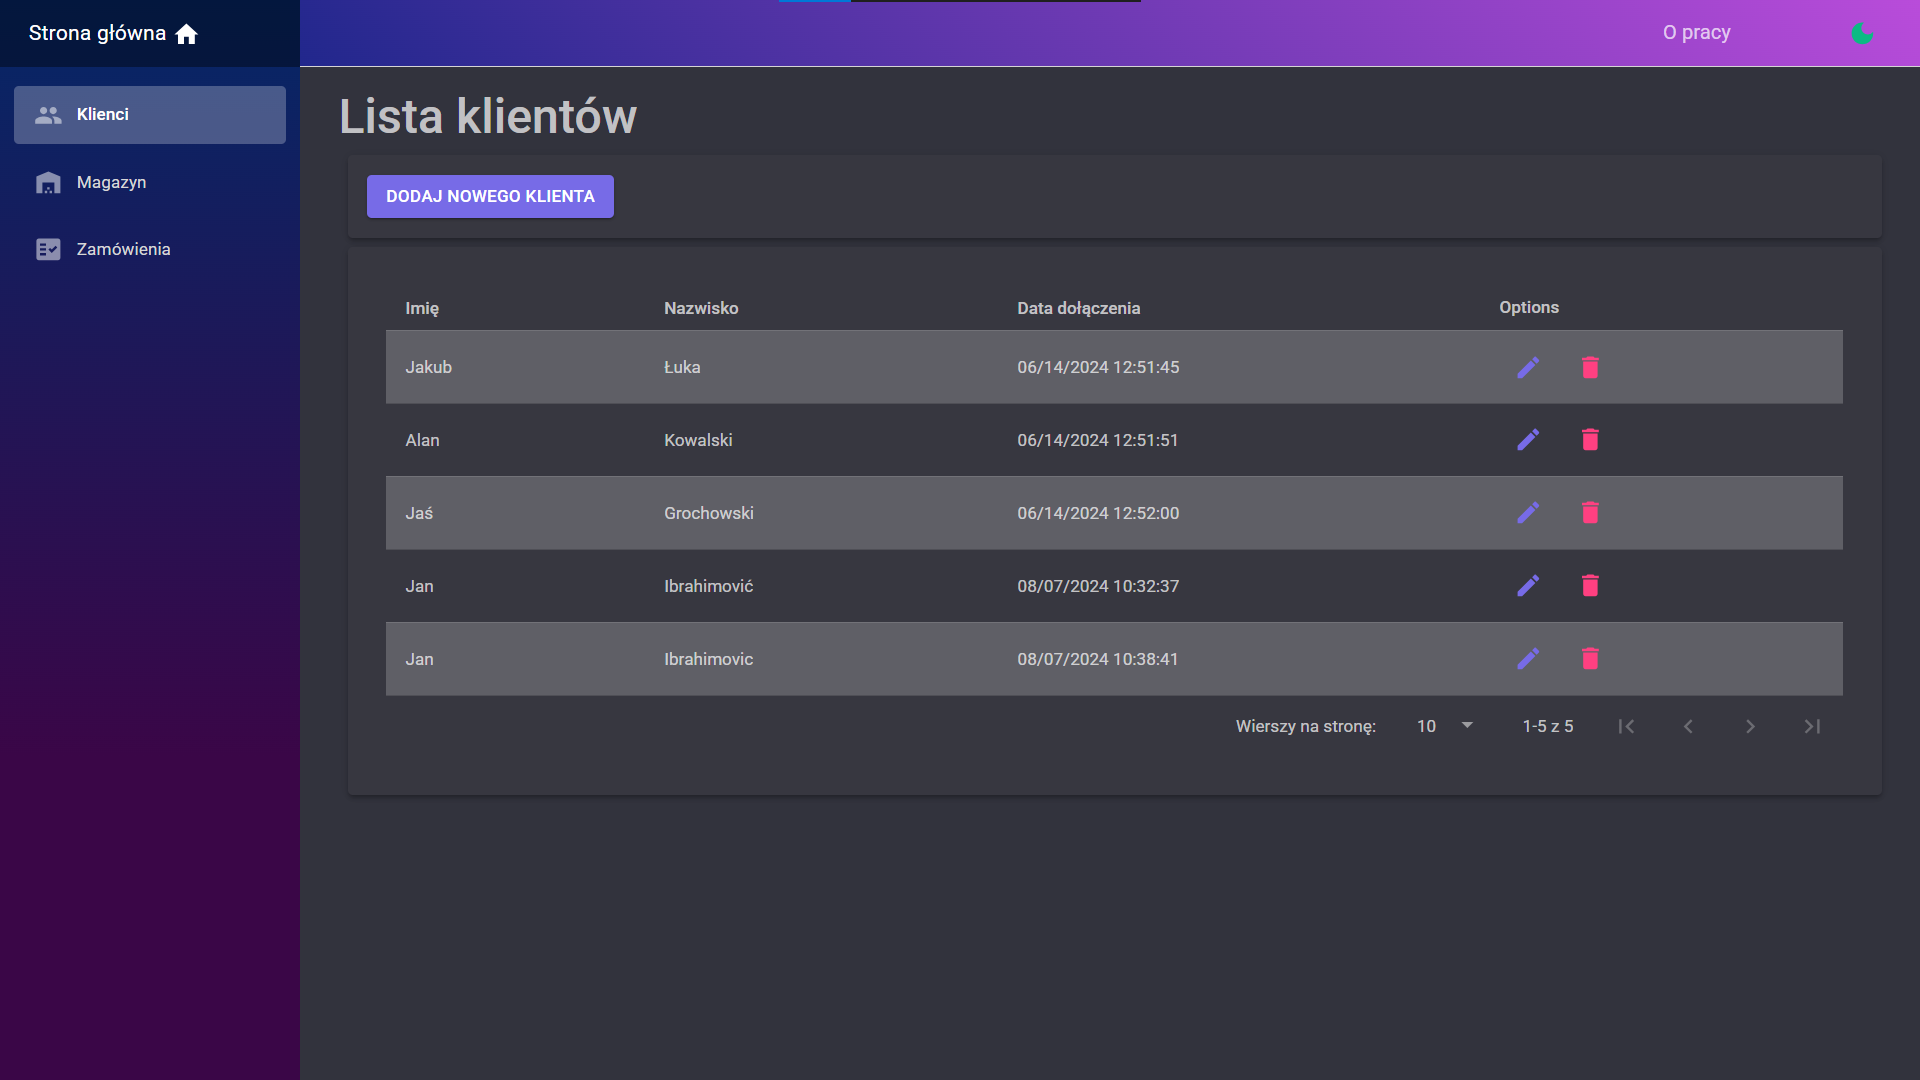 Strona główna
O pracy
Klienci
Magazyn
Zamówienia
Lista klientów
DODAJ NOWEGO KLIENTA
Imię Nazwisko Data dołączenia Options
Jakub Łuka 06/14/2024 12:51:45
Alan Kowalski 06/14/2024 12:51:51
Jaś Grochowski 06/14/2024 12:52:00
Jan Ibrahimović 08/07/2024 10:32:37
Jan Ibrahimovic 08/07/2024 10:38:41
Wierszy na stronę: 10 1-5 z 5